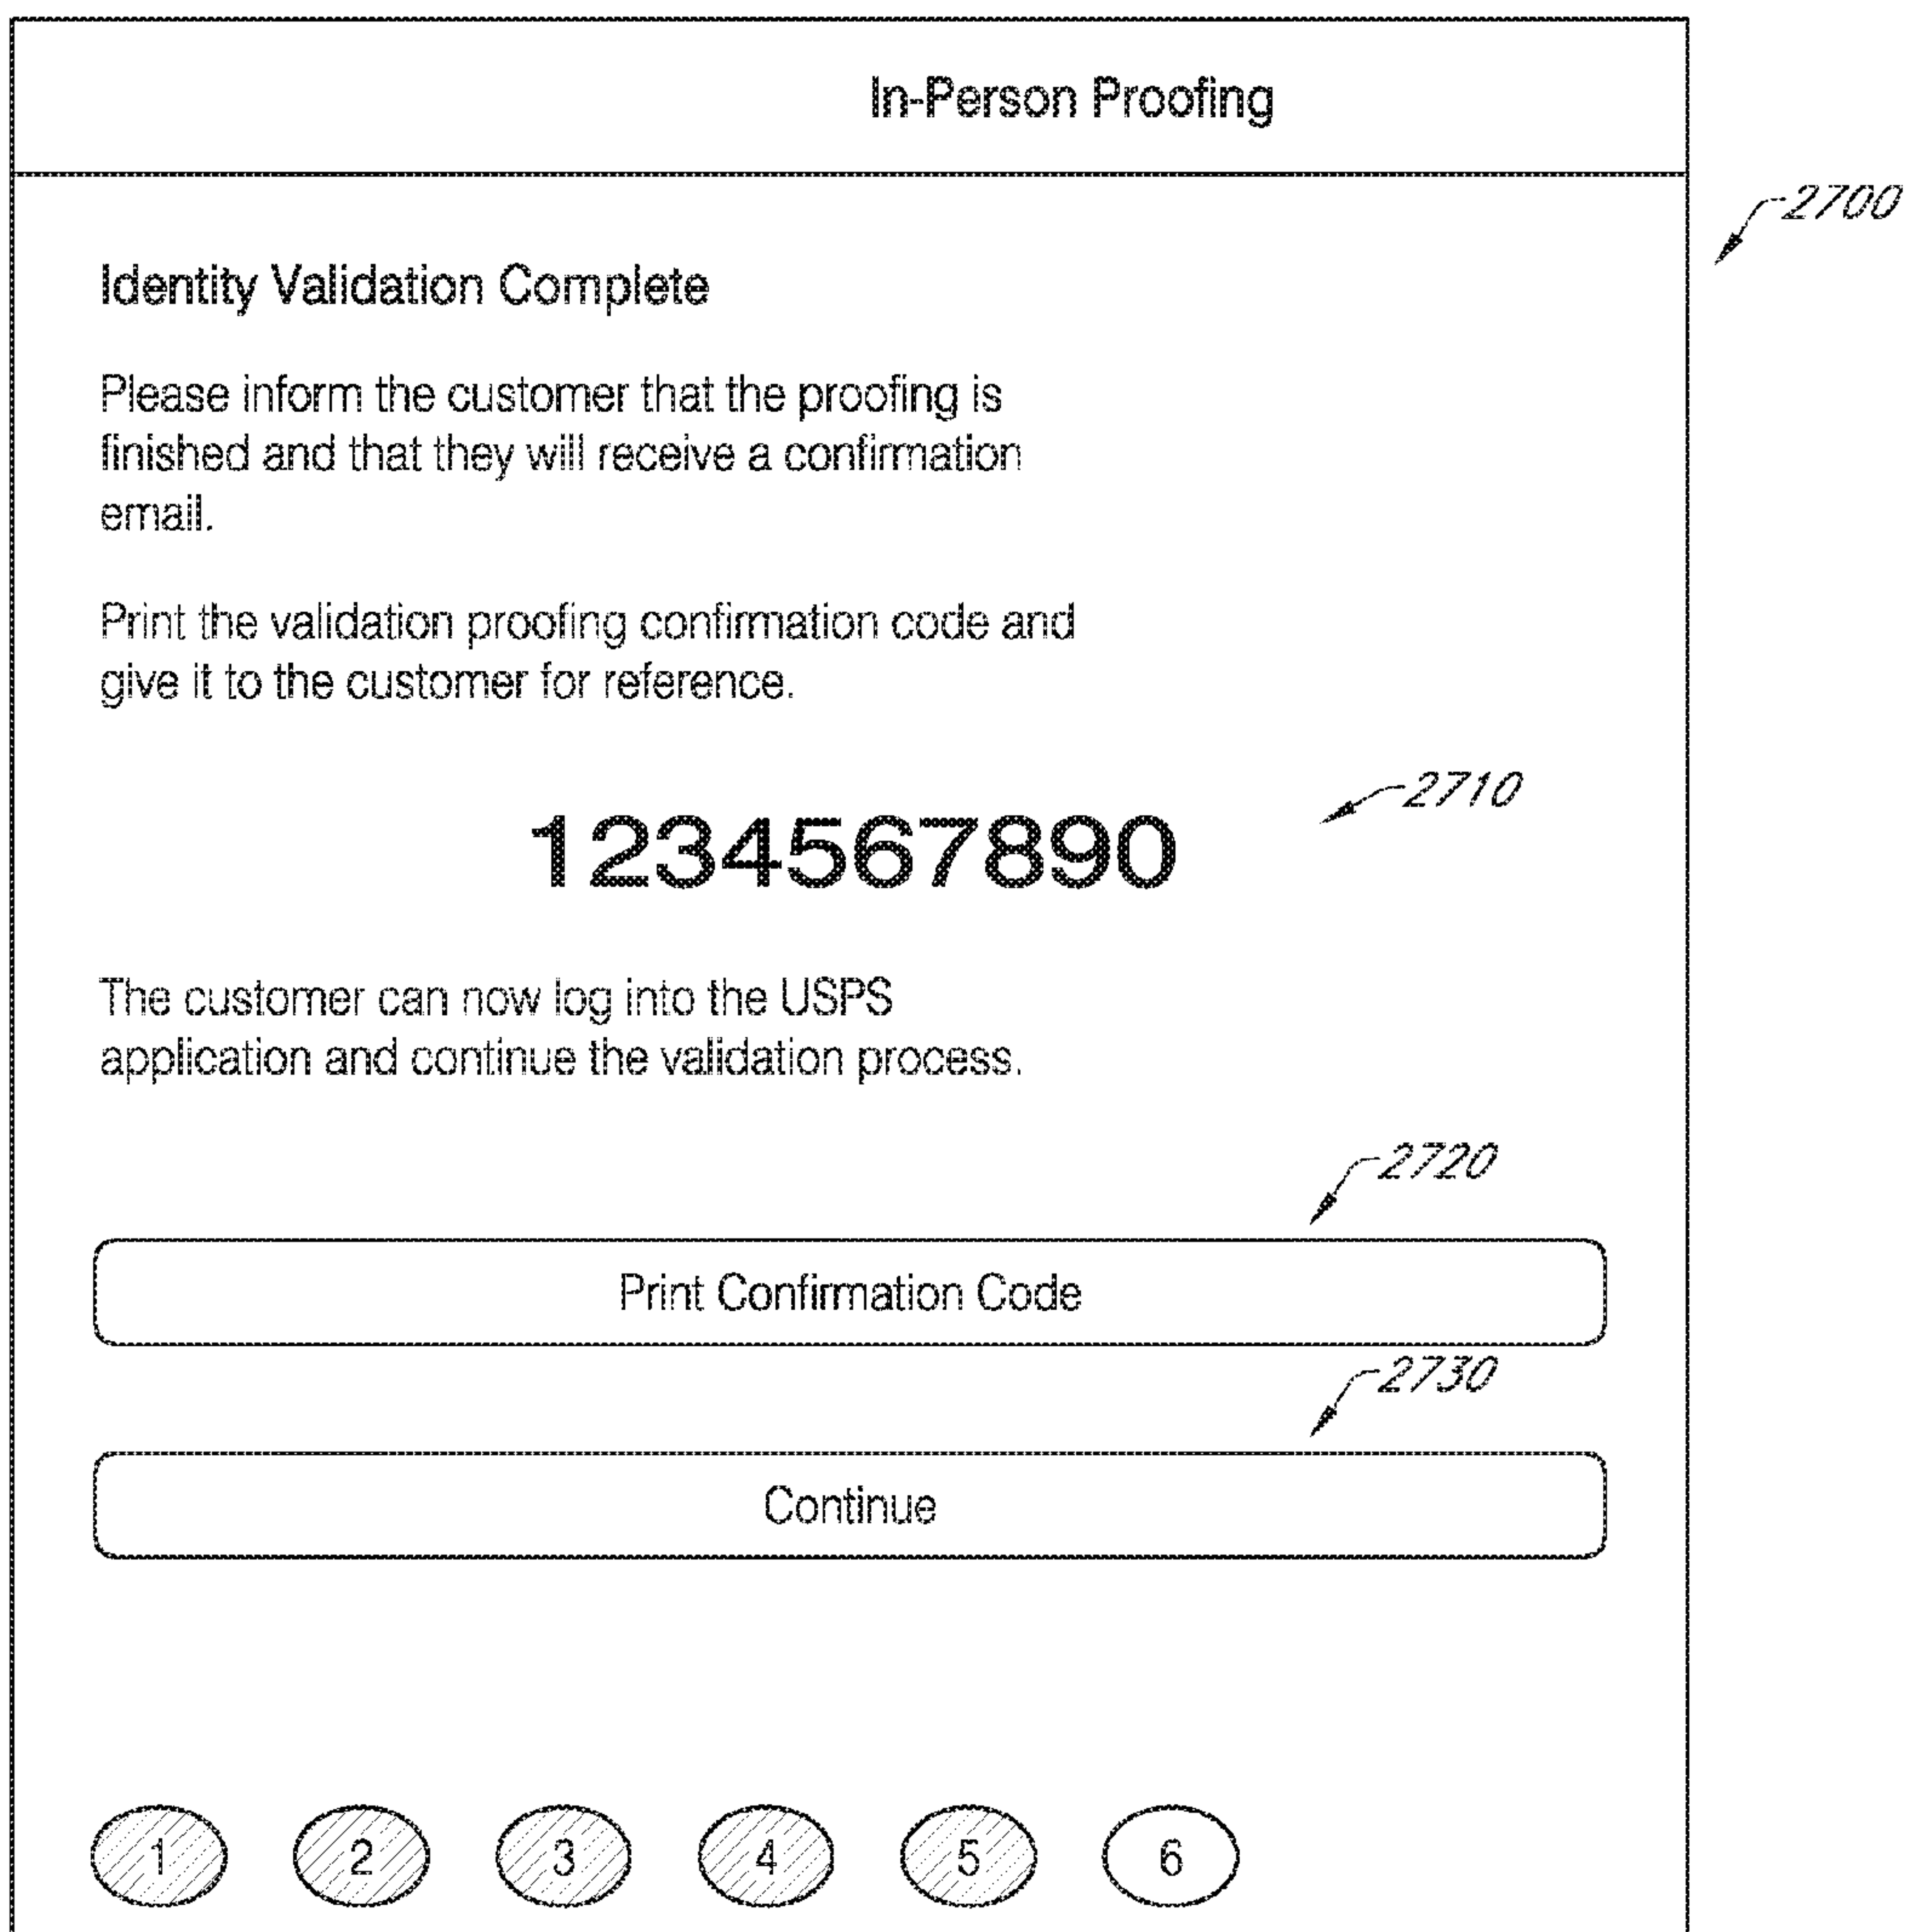 In-Person Proofing
2700
Identity Validation Complete
Please inform the customer that the proofing is
finished and that they will receive a confirmation
email.
Print the validation proofing confirmation code and
give it to the customer for reference.
2710
1234567890
The customer can now log into the USPS
application and continue the validation process.
2720
Print Confirmation Code
2730
Continue
1 2 3 4 5 6